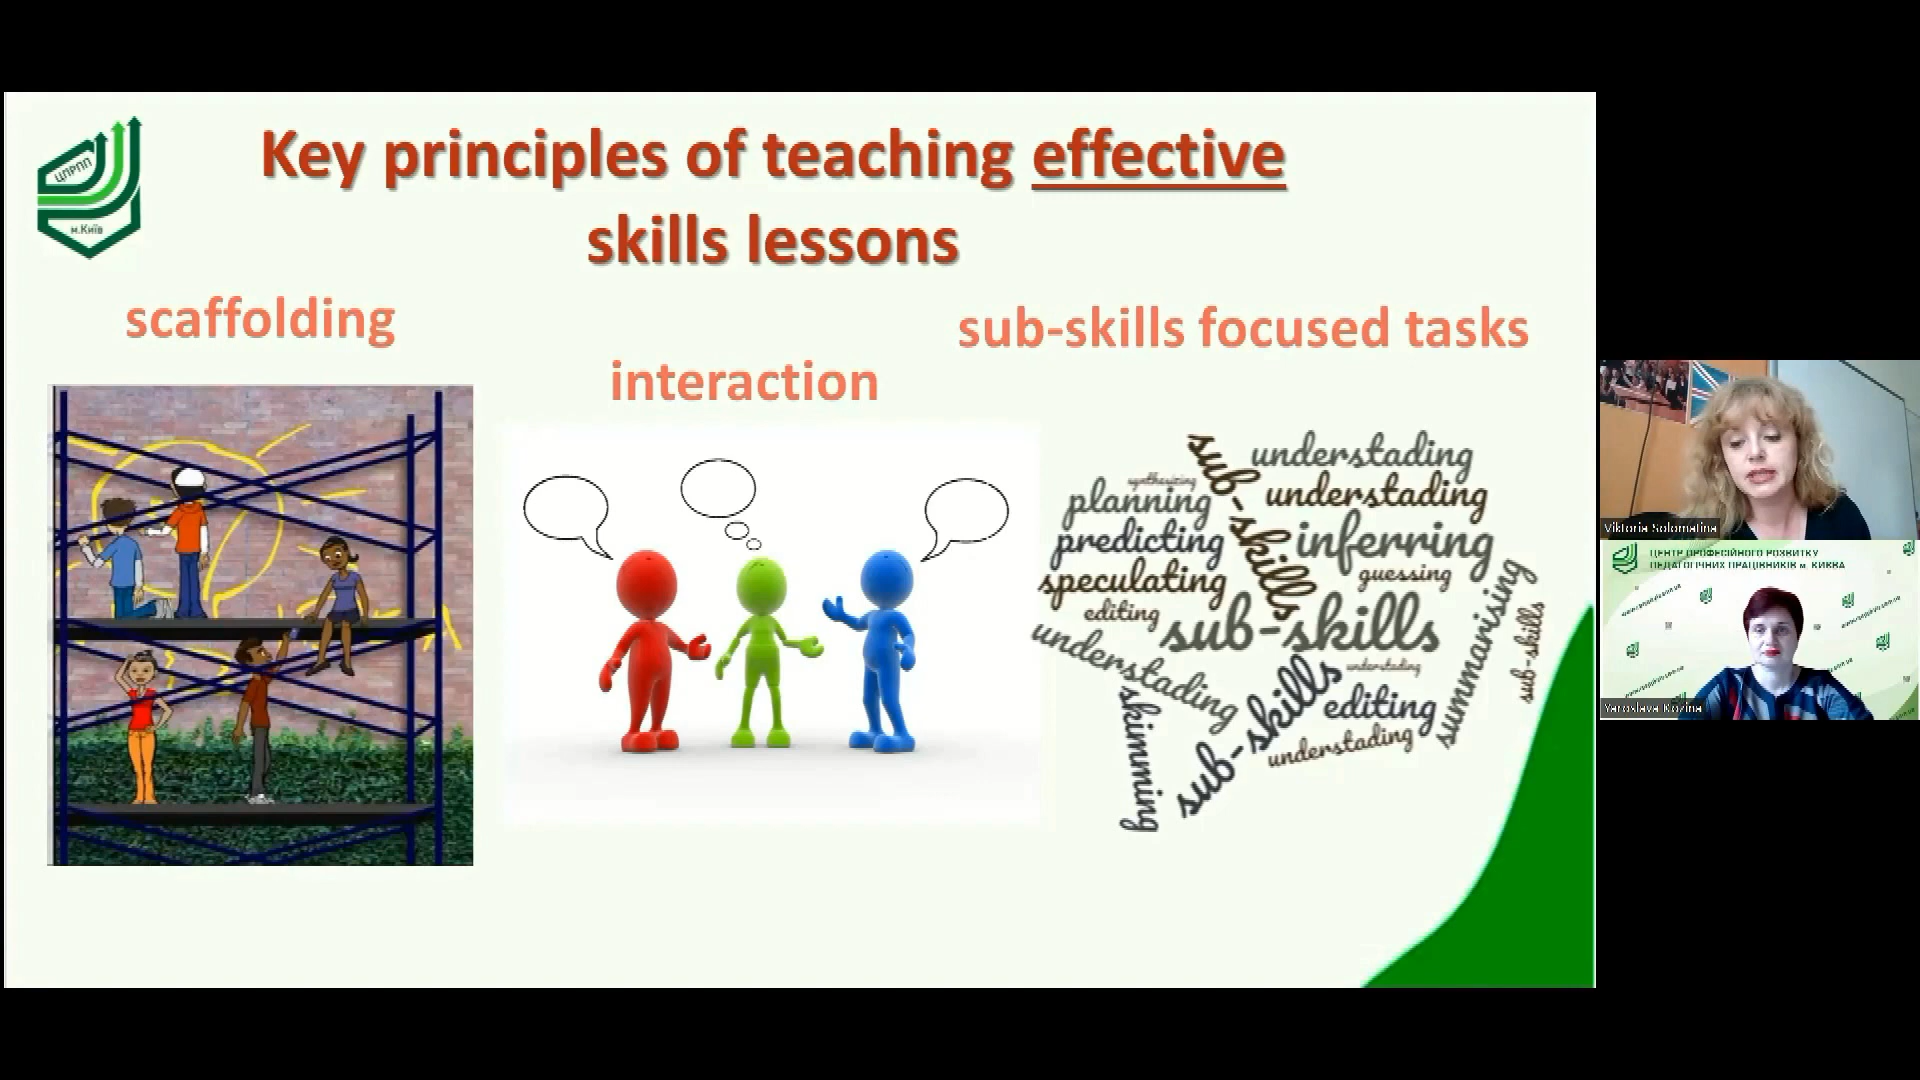 Key principles of teaching effective
skills lessons
ЦПРПП
м.Київ
scaffolding
interaction
sub-skills focused tasks
sub-skills
understading
synthesizing
understading
planning
inferring
predicting
guessing
speculating
editing
sub-skills
summarising
sub-skills
understading
understading
sub-skills
editing
skimming
understading
Viktoria Solomatina
ЦЕНТР ПРОФЕСІЙНОГО РОЗВИТКУ
ПЕДАГОГІЧНИХ ПРАЦІВНИКІВ м. КИЄВА
Yaroslava Kozina